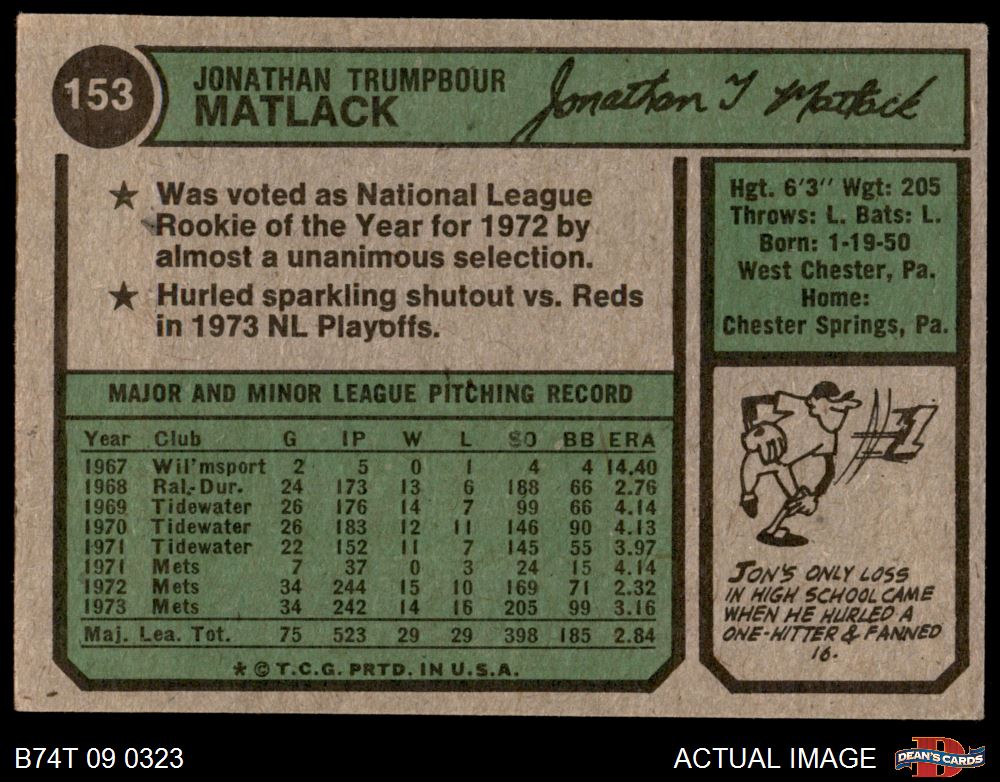 153
JONATHAN TRUMPBOUR
MATLACK
Jonathan T Matlack
★ Was voted as National League
Rookie of the Year for 1972 by
almost a unanimous selection.
★ Hurled sparkling shutout vs. Reds
in 1973 NL Playoffs.
Hgt. 6'3" Wgt: 205
Throws: L. Bats: L.
Born: 1-19-50
West Chester, Pa.
Home:
Chester Springs, Pa.
MAJOR AND MINOR LEAGUE PITCHING RECORD
Year Club G IP W L SO BB ERA
1967 Wil'msport 2 5 0 1 4 4 14.40
1968 Ral.-Dur. 24 173 13 6 188 66 2.76
1969 Tidewater 26 176 14 7 99 66 4.14
1970 Tidewater 26 183 12 11 146 90 4.13
1971 Tidewater 22 152 11 7 145 55 3.97
1971 Mets 7 37 0 3 24 15 4.14
1972 Mets 34 244 15 10 169 71 2.32
1973 Mets 34 242 14 16 205 99 3.16
Maj. Lea. Tot. 75 523 29 29 398 185 2.84
* © T.C.G. PRTD. IN U.S.A.
#1
JON'S ONLY LOSS
IN HIGH SCHOOL CAME
WHEN HE HURLED A
ONE-HITTER & FANNED
16.
B74T 09 0323
ACTUAL IMAGE
D
DEAN'S CARDS